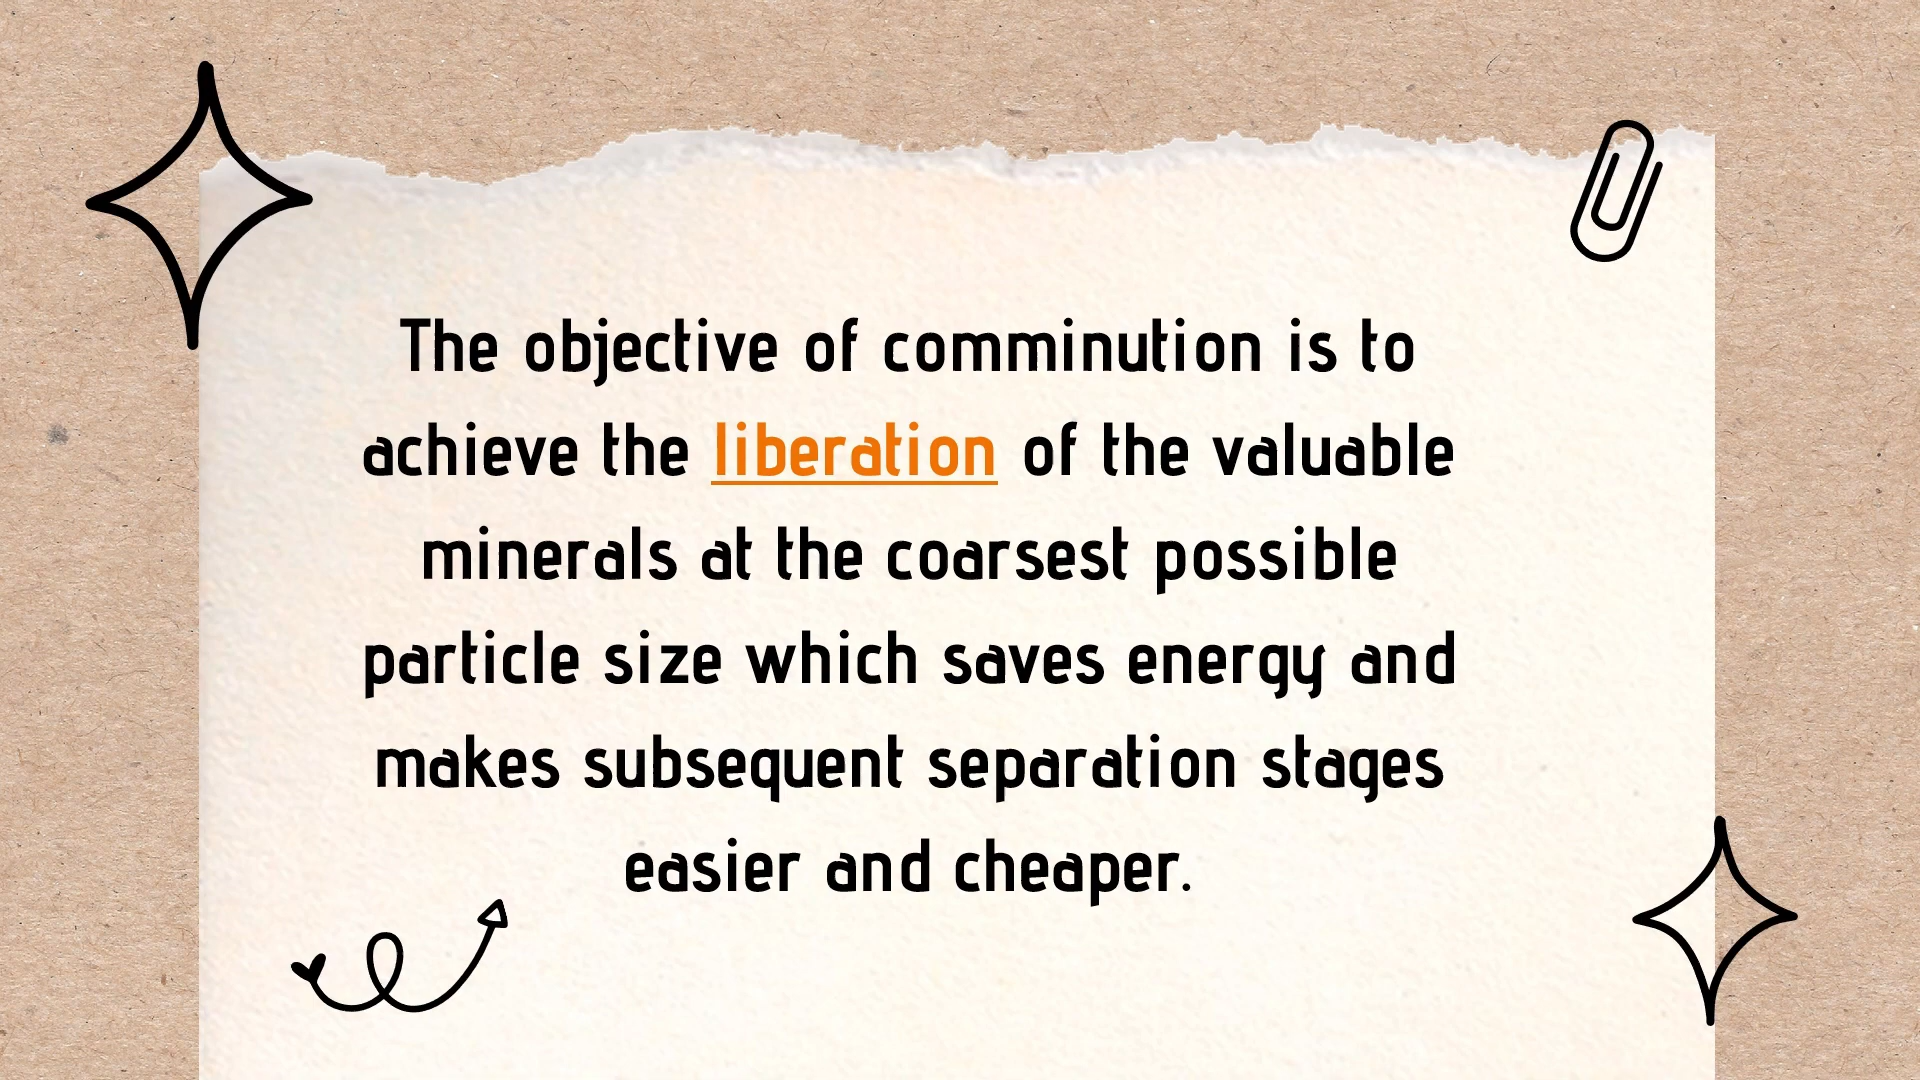 The objective of comminution is to
achieve the liberation of the valuable
minerals at the coarsest possible
particle size which saves energy and
makes subsequent separation stages
easier and cheaper.